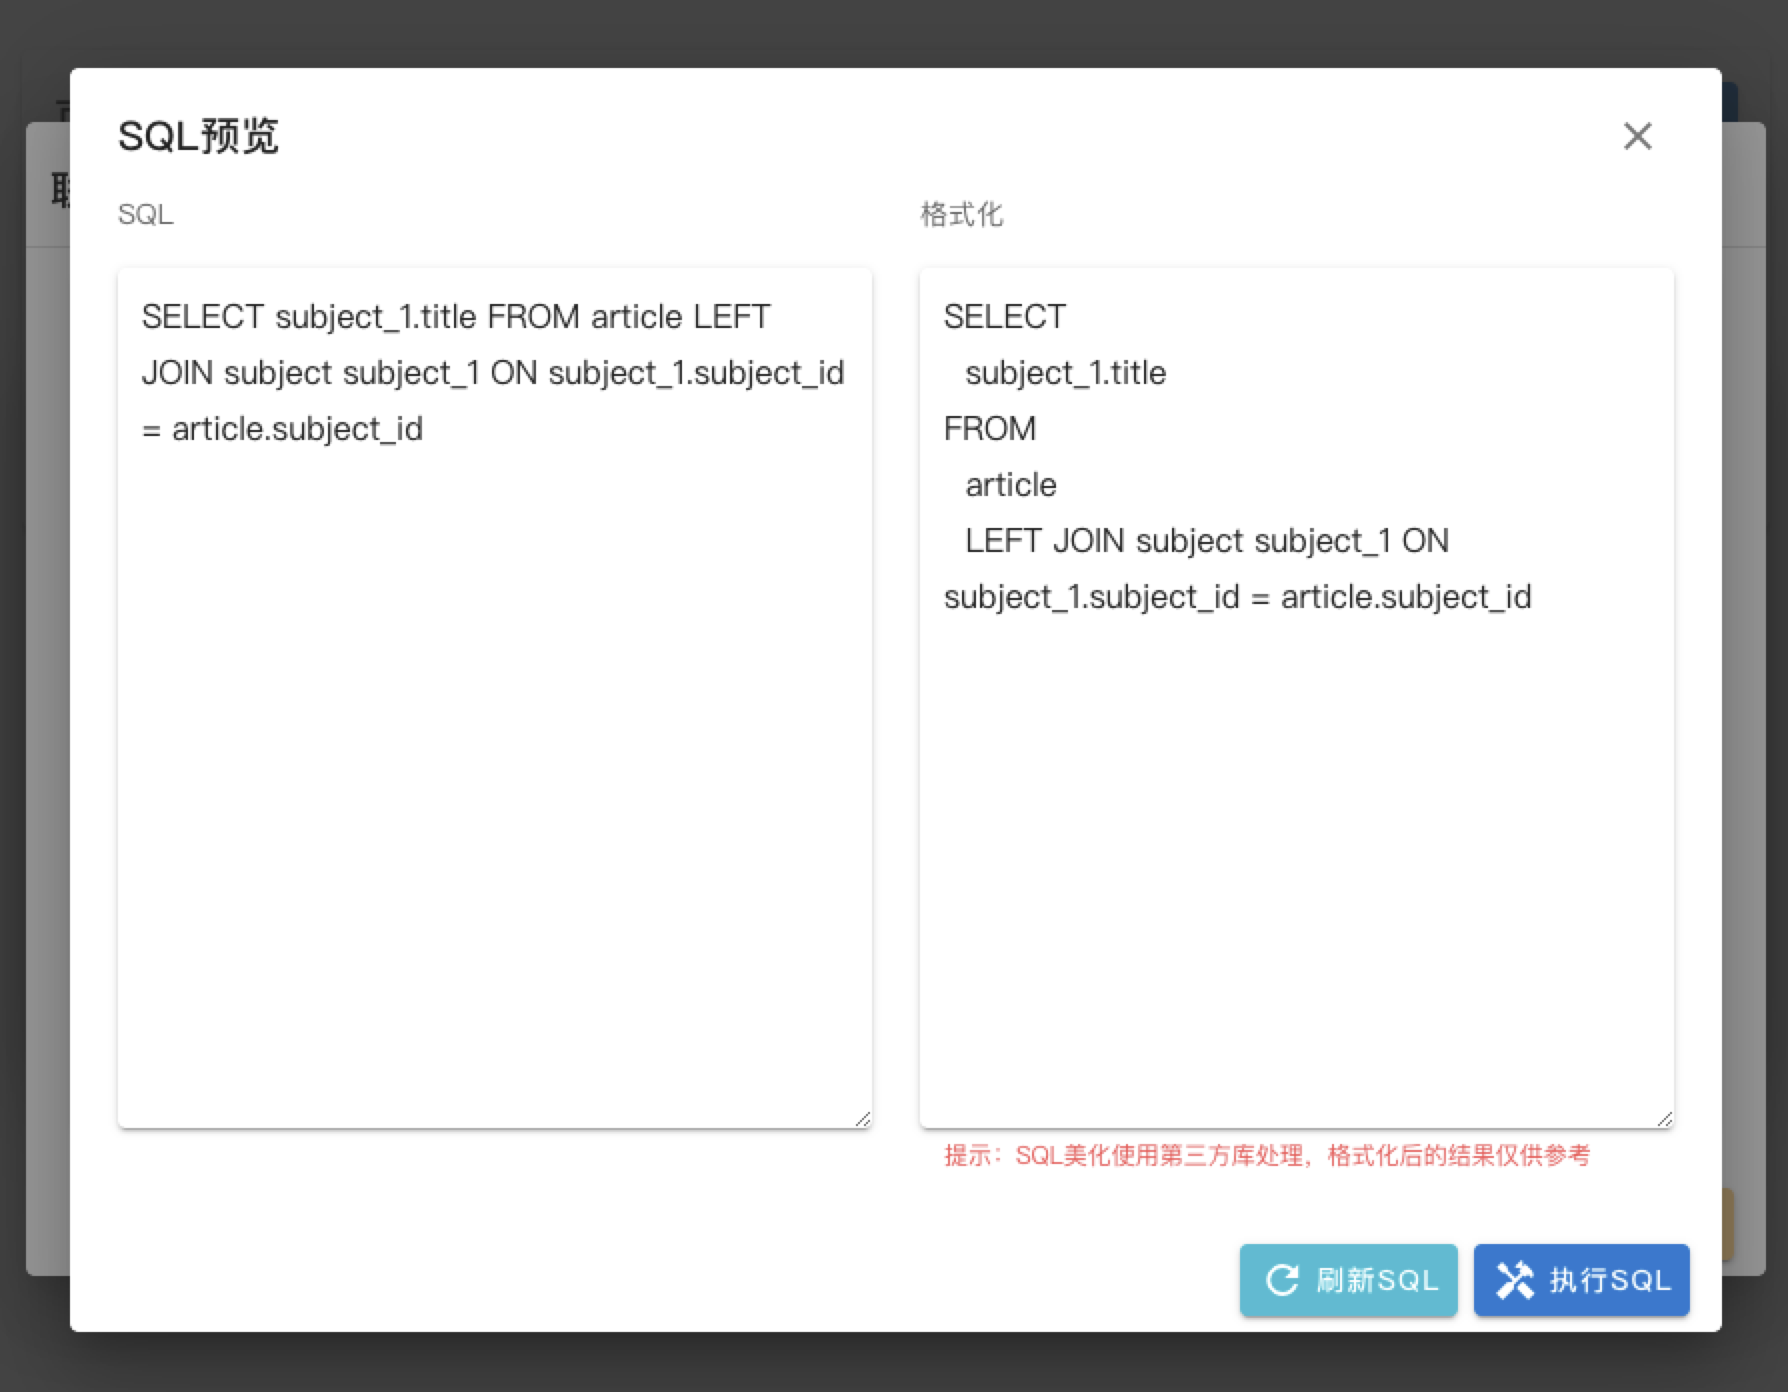 SQL预览
SQL
SELECT subject_1.title FROM article LEFT
JOIN subject subject_1 ON subject_1.subject_id
= article.subject_id
格式化
SELECT
  subject_1.title
FROM
  article
  LEFT JOIN subject subject_1 ON
subject_1.subject_id = article.subject_id
提示：SQL美化使用第三方库处理，格式化后的结果仅供参考
刷新SQL
执行SQL